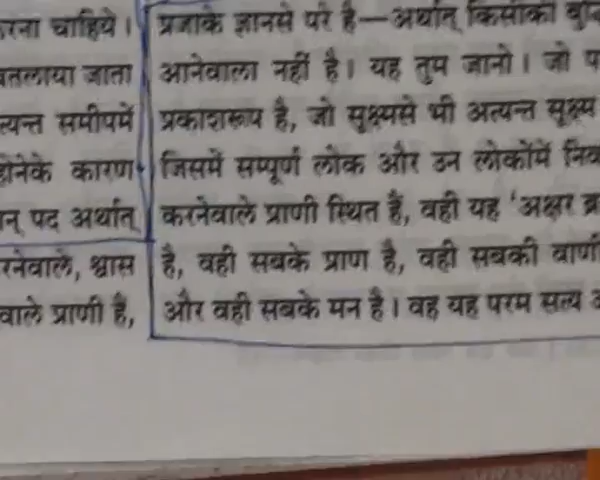 रना चाहिये।
तलाया जाता
त्यन्त समीपमें
होनेके कारण
न् पद अर्थात्
रनेवाले, श्वास
वाले प्राणी हैं,
प्रजाके ज्ञानसे परे है—अर्थात् किसीकी बुद्धि
आनेवाला नहीं है। यह तुम जानो। जो प
प्रकाशरूप है, जो सूक्ष्मसे भी अत्यन्त सूक्ष्म
जिसमें सम्पूर्ण लोक और उन लोकोंमें निव
करनेवाले प्राणी स्थित हैं, वही यह 'अक्षर ब्र
है, वही सबके प्राण है, वही सबकी वाणी
और वही सबके मन है। वह यह परम सत्य अ